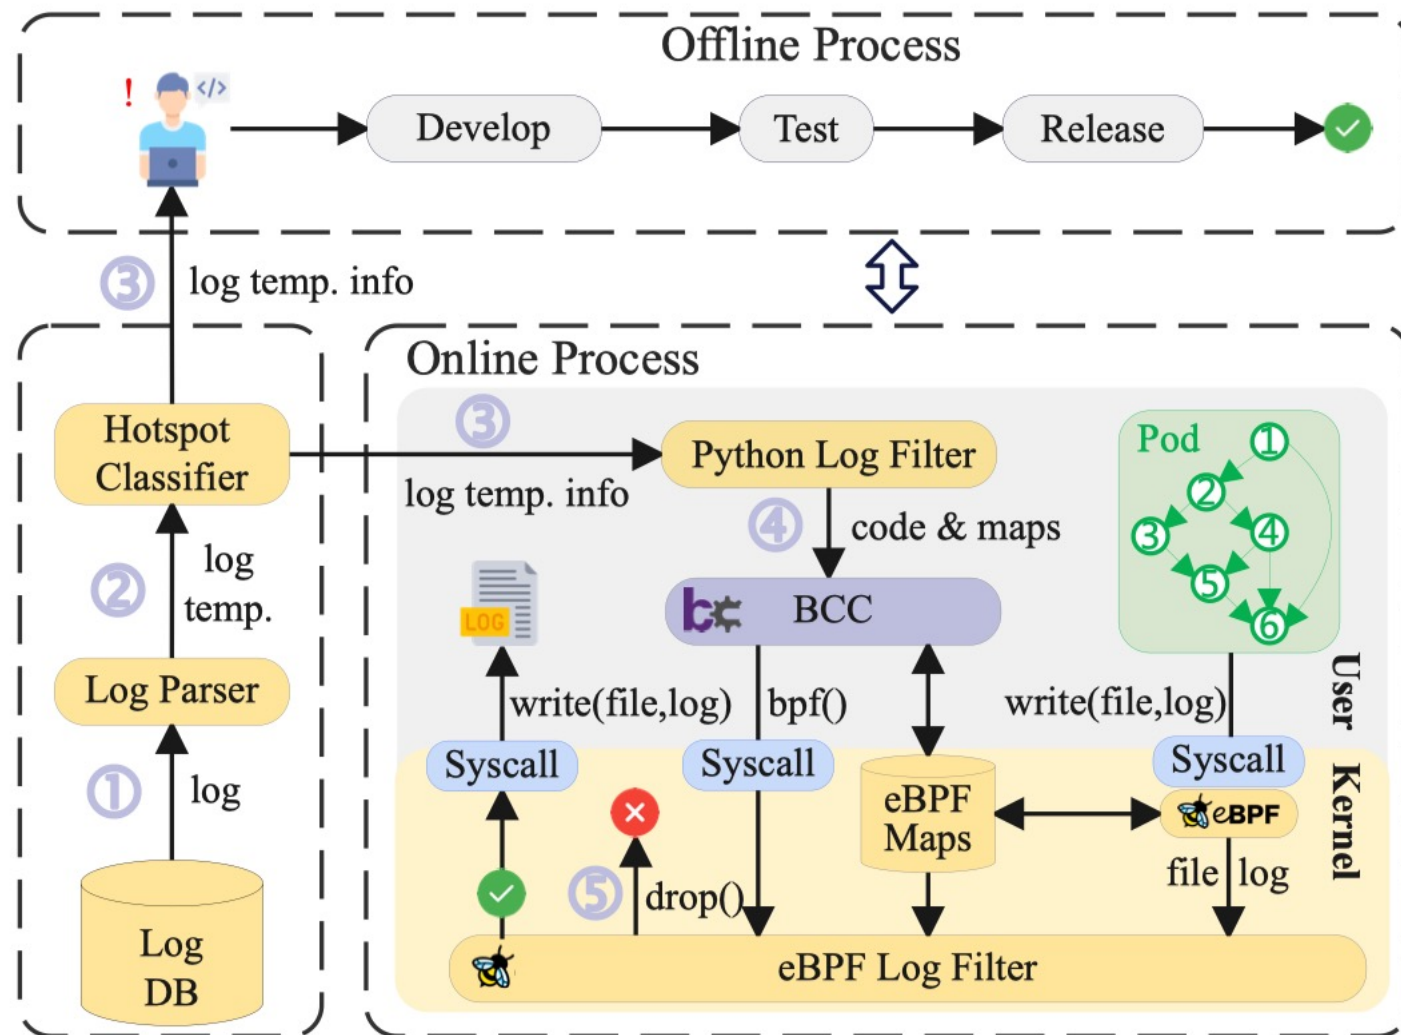 Offline Process
!
</>
Develop
Test
Release
③
log temp. info
Online Process
Hotspot
Classifier
③
log temp. info
Python Log Filter
④
code & maps
Pod
①
②
③
④
⑤
⑥
②
log
temp.
LOG
bc
BCC
Log Parser
write(file,log)
bpf()
write(file,log)
User
Syscall
Syscall
Syscall
Kernel
①
log
eBPF
Maps
eBPF
⑤
drop()
file
log
Log
DB
eBPF Log Filter